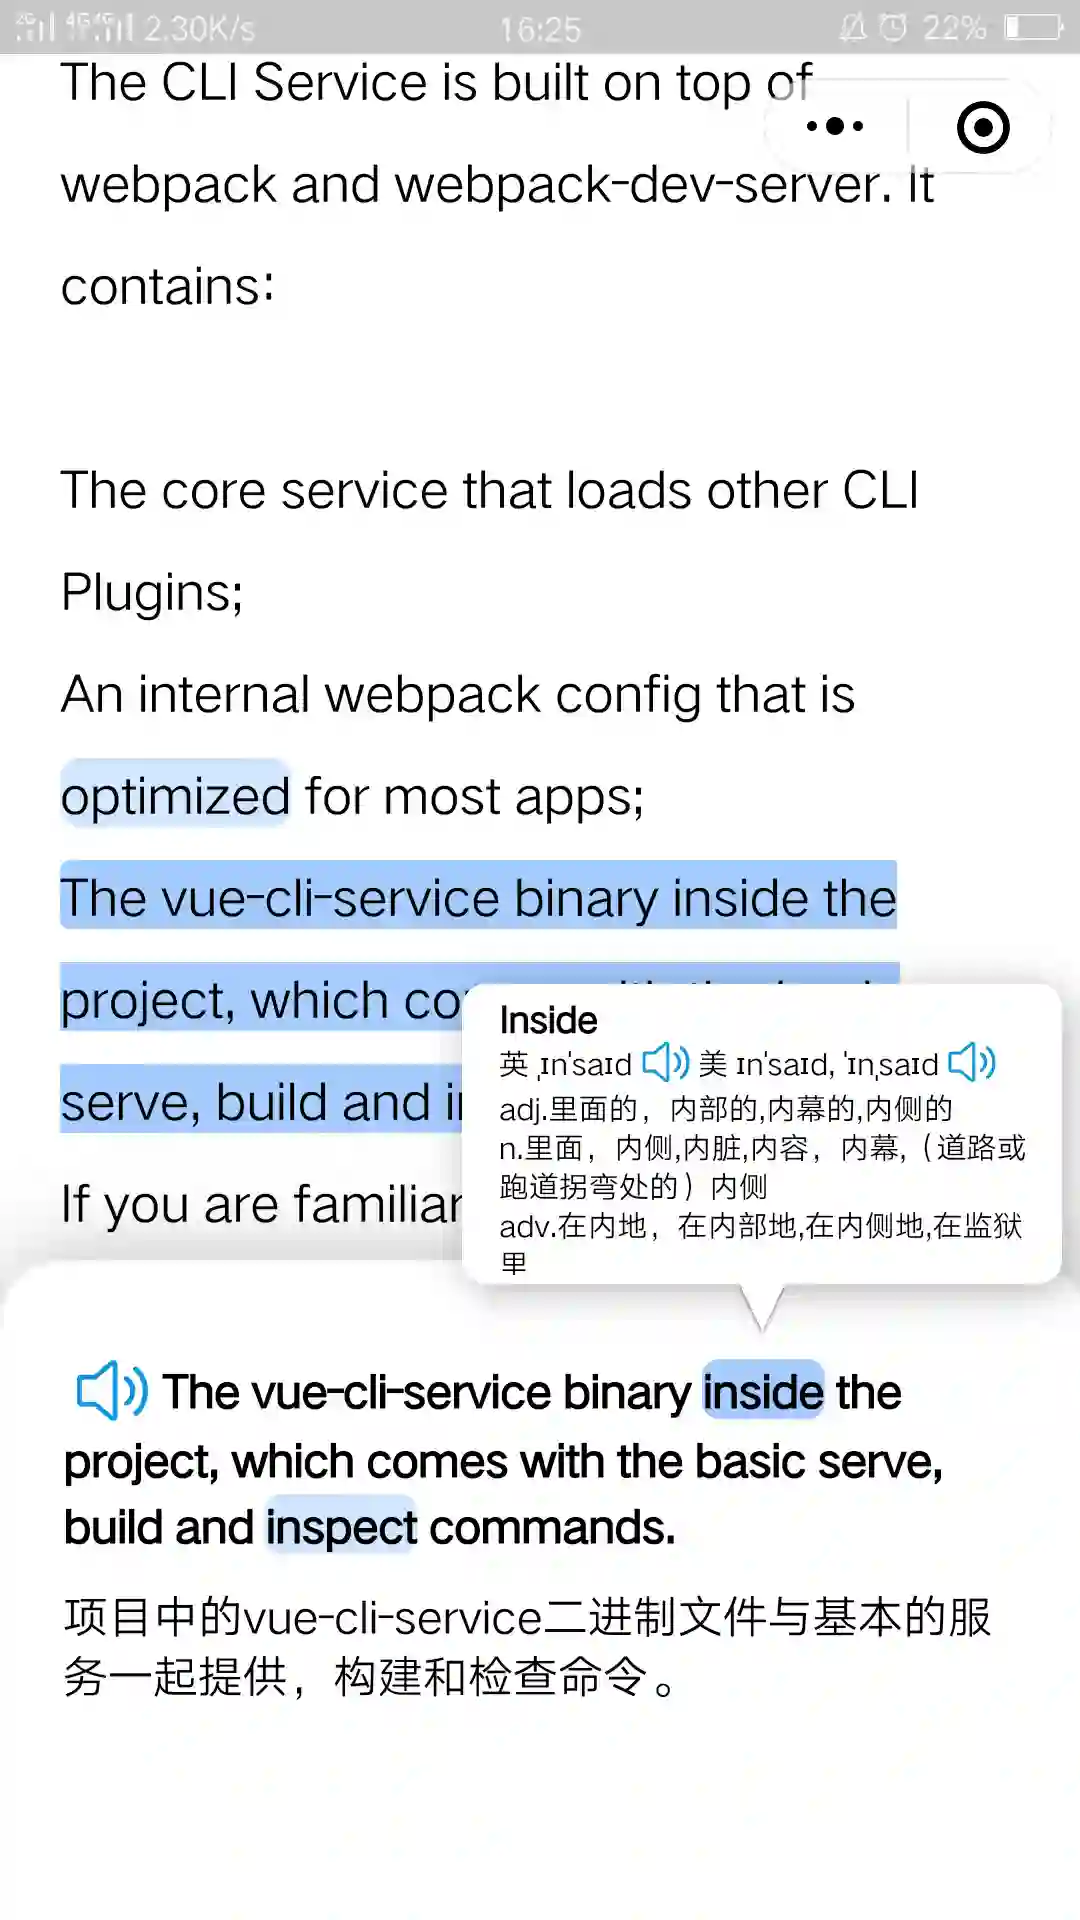 2.30K/s 16:25 22%
The CLI Service is built on top of
webpack and webpack-dev-server. It
contains:
The core service that loads other CLI
Plugins;
An internal webpack config that is
optimized for most apps;
The vue-cli-service binary inside the
project, which co
serve, build and i
If you are familiar
Inside
英 ˌɪn'saɪd 美 ɪn'saɪd, 'ɪnˌsaɪd
adj.里面的，内部的,内幕的,内侧的
n.里面，内侧,内脏,内容，内幕,（道路或
跑道拐弯处的）内侧
adv.在内地，在内部地,在内侧地,在监狱
里
The vue-cli-service binary inside the
project, which comes with the basic serve,
build and inspect commands.
项目中的vue-cli-service二进制文件与基本的服
务一起提供，构建和检查命令。